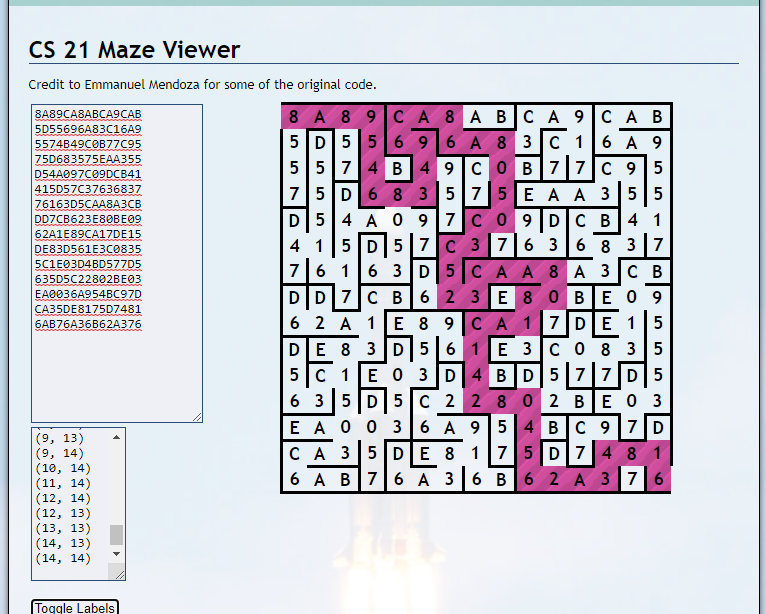 CS 21 Maze Viewer
Credit to Emmanuel Mendoza for some of the original code.
8A89CA8ABCA9CAB
5D55696A83C16A9
5574B49C0B77C95
75D683575EAA355
D54A097C09DCB41
415D57C37636837
76163D5CAA8A3CB
DD7CB623E80BE09
62A1E89CA17DE15
DE83D561E3C0835
5C1E03D4BD577D5
635D5C22802BE03
EA0036A954BC97D
CA35DE8175D7481
6AB76A36B62A376
8 A 8 9 C A 8 A B C A 9 C A B
5 D 5 5 6 9 6 A 8 3 C 1 6 A 9
5 5 7 4 B 4 9 C 0 B 7 7 C 9 5
7 5 D 6 8 3 5 7 5 E A A 3 5 5
D 5 4 A 0 9 7 C 0 9 D C B 4 1
4 1 5 D 5 7 C 3 7 6 3 6 8 3 7
7 6 1 6 3 D 5 C A A 8 A 3 C B
D D 7 C B 6 2 3 E 8 0 B E 0 9
6 2 A 1 E 8 9 C A 1 7 D E 1 5
D E 8 3 D 5 6 1 E 3 C 0 8 3 5
5 C 1 E 0 3 D 4 B D 5 7 7 D 5
6 3 5 D 5 C 2 2 8 0 2 B E 0 3
E A 0 0 3 6 A 9 5 4 B C 9 7 D
C A 3 5 D E 8 1 7 5 D 7 4 8 1
6 A B 7 6 A 3 6 B 6 2 A 3 7 6
(9, 13)
(9, 14)
(10, 14)
(11, 14)
(12, 14)
(12, 13)
(13, 13)
(14, 13)
(14, 14)
Toggle Labels